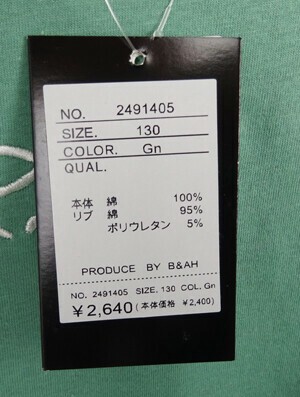 NO. 2491405
SIZE. 130
COLOR. Gn
QUAL.
本体 綿 100%
リブ 綿 95%
ポリウレタン 5%
PRODUCE BY B&AH
NO. 2491405 SIZE. 130 COL. Gn
¥2,640(本体価格 ¥2,400)